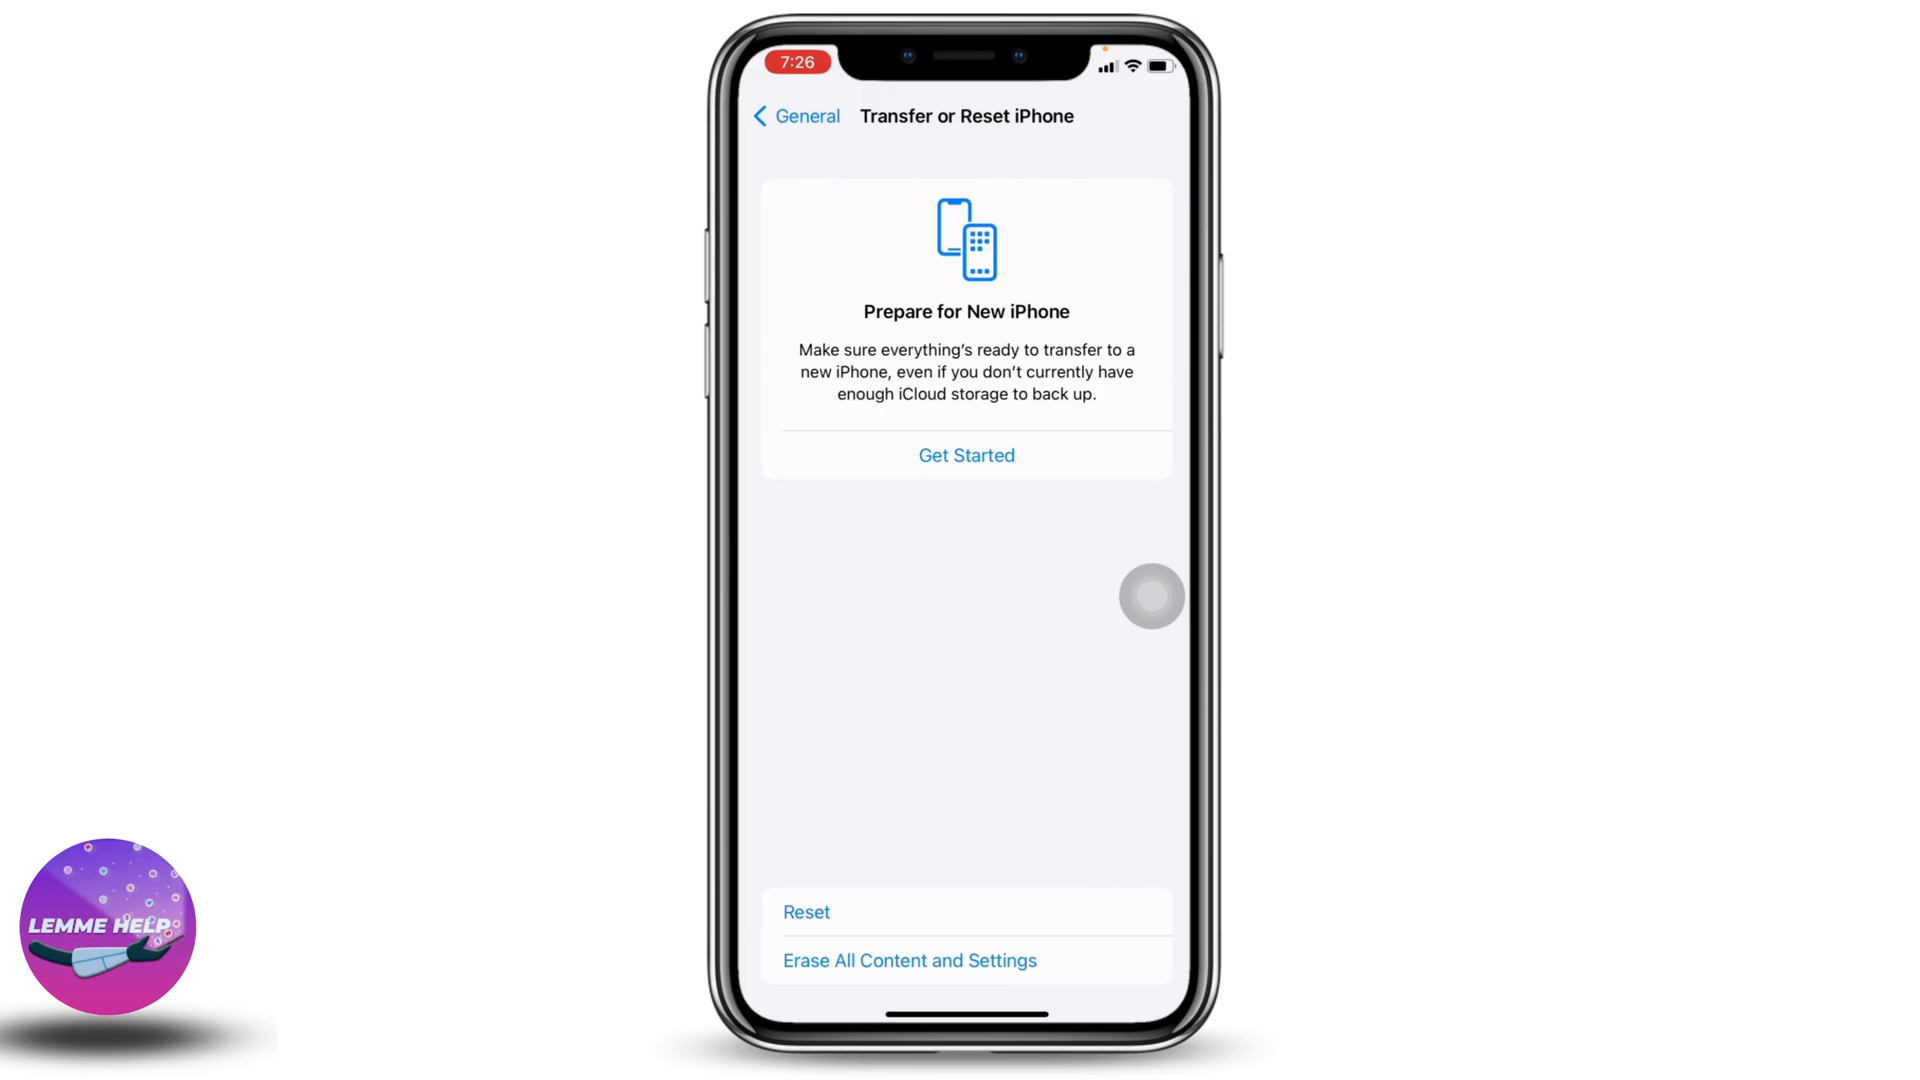 7:26
General
Transfer or Reset iPhone
Prepare for New iPhone
Make sure everything's ready to transfer to a
new iPhone, even if you don't currently have
enough iCloud storage to back up.
Get Started
Reset
Erase All Content and Settings
LEMME HELP